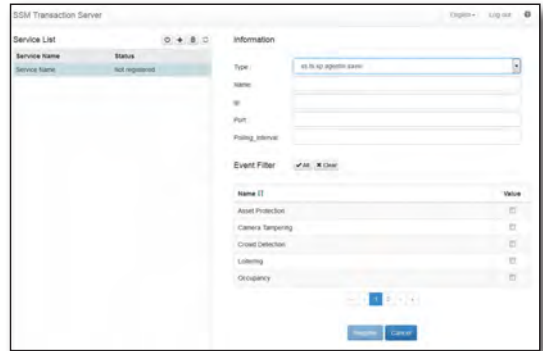 SSM Transaction Server
English
Log out
Service List
Service Name Status
Service Name Not registered
Information
Type :
Name:
IP
Port
Polling_Interval:
Event Filter All Clear
Name Value
Asset Protection
Camera Tampering
Crowd Detection
Loitering
Occupancy
1 2
Register Cancel